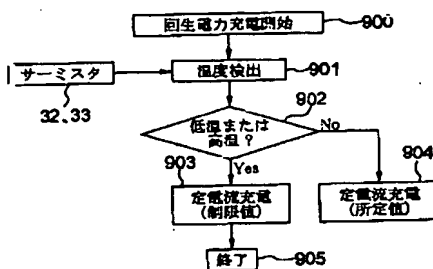 回生電力充電開始
900
サーミスタ
32、33
温度検出
901
低温または
高温?
902
No
Yes
903
定電流充電
(制限値)
904
定電流充電
(所定値)
終了
905